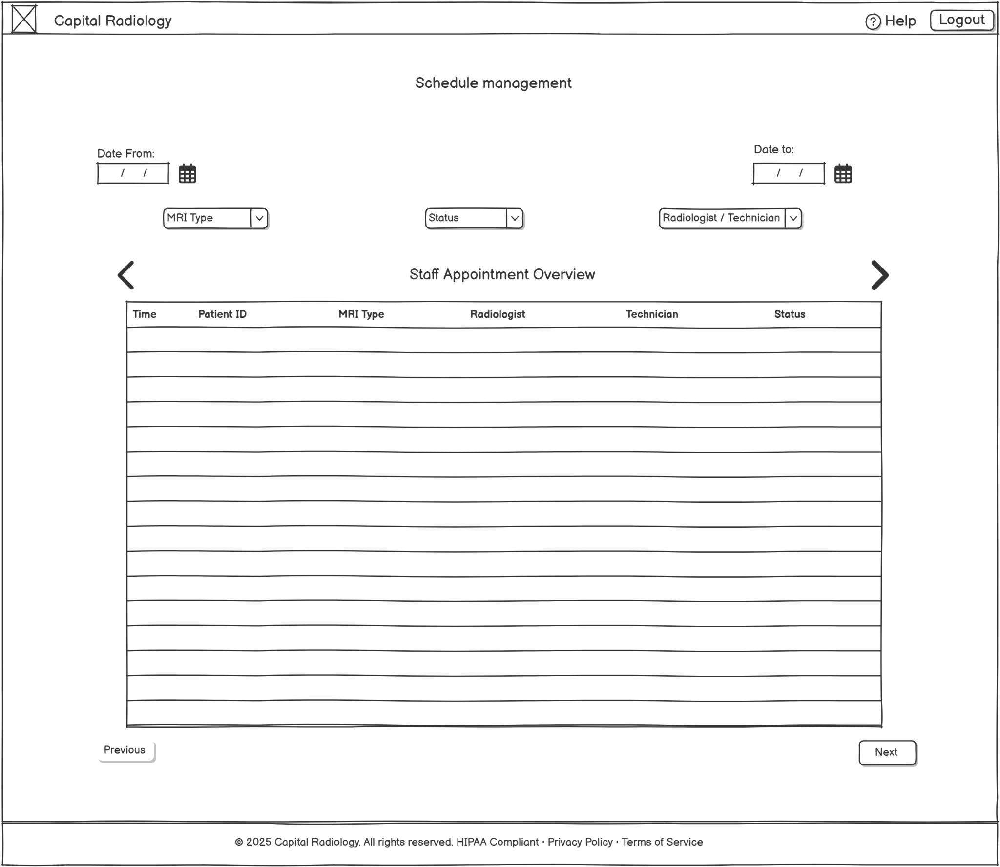 Capital Radiology
? Help
Logout
Schedule management
Date From:
Date to:
/ /
/ /
MRI Type
Status
Radiologist / Technician
Staff Appointment Overview
Time Patient ID MRI Type Radiologist Technician Status
Previous
Next
© 2025 Capital Radiology. All rights reserved. HIPAA Compliant · Privacy Policy · Terms of Service